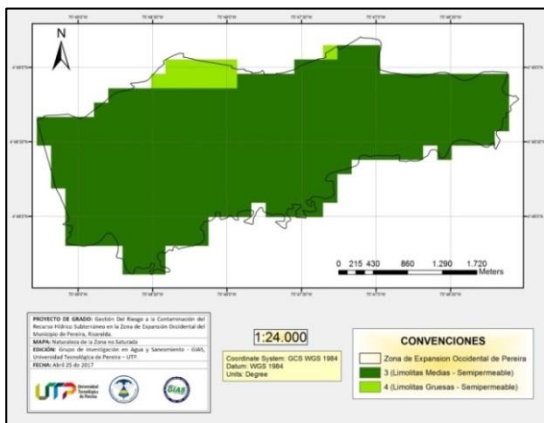 N
0 215 430 860 1.290 1.720
Meters
PROYECTO DE GRADO: Gestión Del Riesgo a la Contaminación del
Recurso Hídrico Subterráneo en la Zona de Expansión Occidental del
Municipio de Pereira, Risaralda.
MAPA: Naturaleza de la Zona no Saturada
EDICIÓN: Grupo de Investigación en Agua y Saneamiento - GIAS,
Universidad Tecnológica de Pereira – UTP.
FECHA: Abril 25 de 2017
UTP Universidad
Tecnológica
de Pereira
GIAS
1:24.000
Coordinate System: GCS WGS 1984
Datum: WGS 1984
Units: Degree
CONVENCIONES
Zona de Expansion Occidental de Pereira
3 (Limolitas Medias - Semipermeable)
4 (Limolitas Gruesas - Semipermeable)